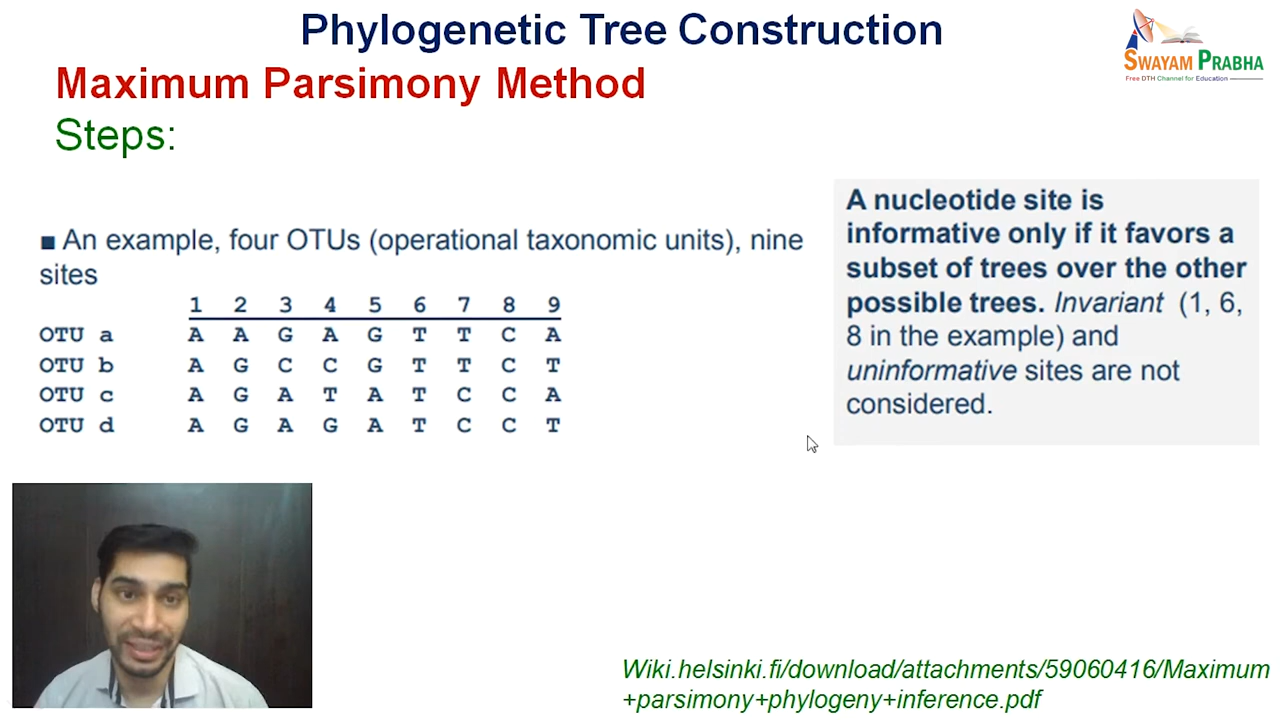 Phylogenetic Tree Construction
SWAYAM PRABHA
Free DTH Channel for Education
Maximum Parsimony Method
Steps:
■ An example, four OTUs (operational taxonomic units), nine
sites
1 2 3 4 5 6 7 8 9
OTU a A A G A G T T C A
OTU b A G C C G T T C T
OTU c A G A T A T C C A
OTU d A G A G A T C C T
A nucleotide site is
informative only if it favors a
subset of trees over the other
possible trees. Invariant (1, 6,
8 in the example) and
uninformative sites are not
considered.
Wiki.helsinki.fi/download/attachments/59060416/Maximum
+parsimony+phylogeny+inference.pdf